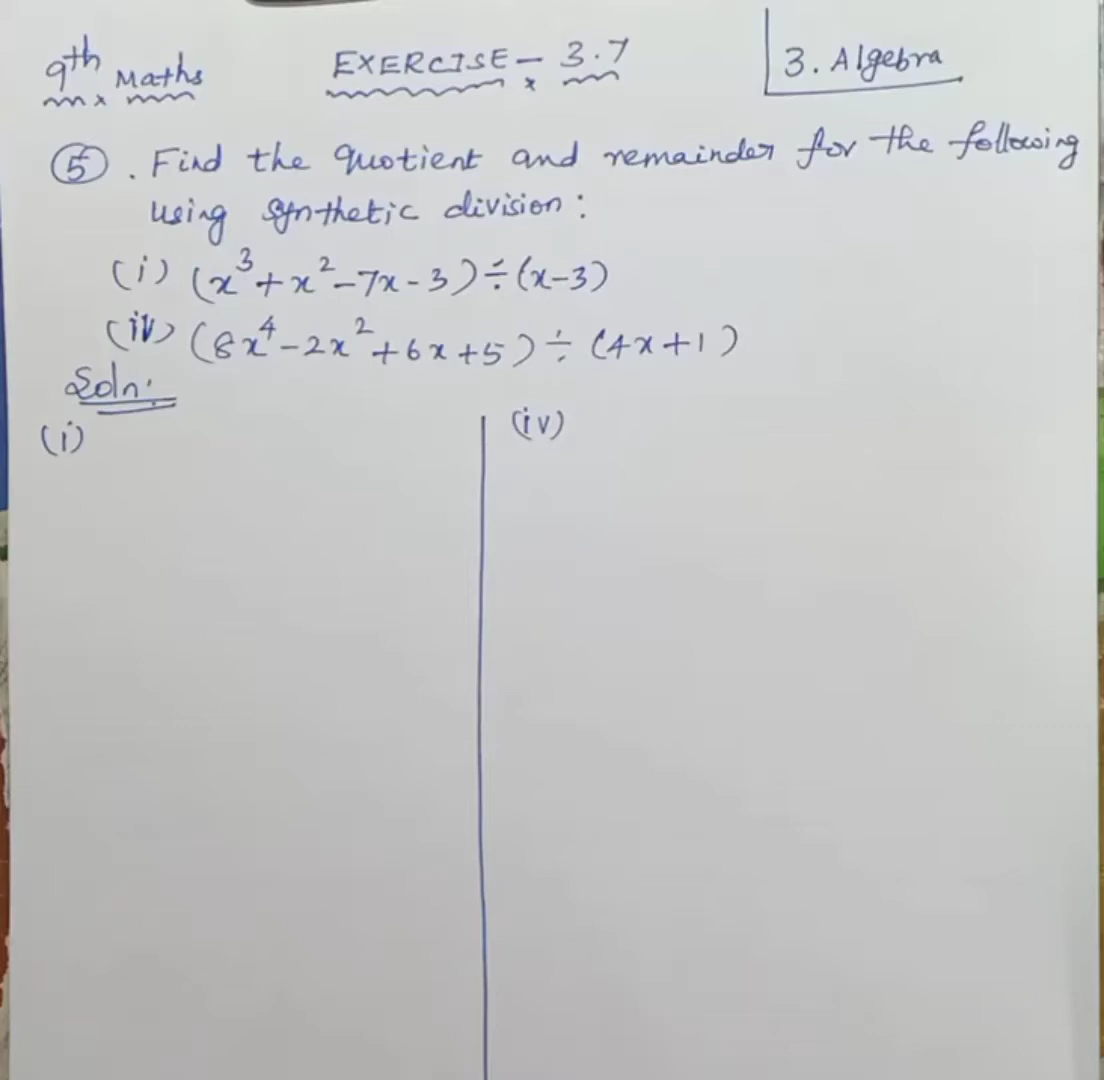 9th Maths EXERCISE - 3.7 3. Algebra
⑤. Find the quotient and remainder for the following
using synthetic division:
(i) (x³+x²-7x-3)÷(x-3)
(iv) (8x⁴-2x²+6x+5)÷(4x+1)
Soln:
(i) (iv)